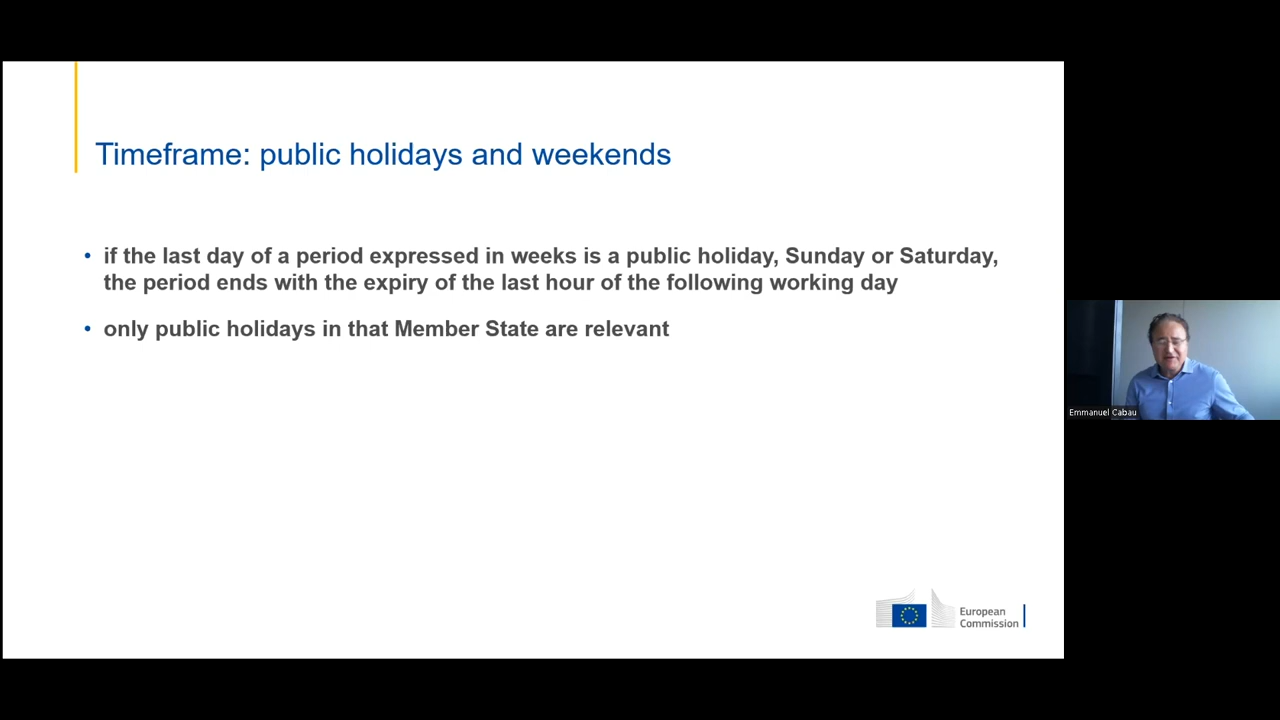 Timeframe: public holidays and weekends
• if the last day of a period expressed in weeks is a public holiday, Sunday or Saturday,
the period ends with the expiry of the last hour of the following working day
• only public holidays in that Member State are relevant
Emmanuel Cabau
European
Commission